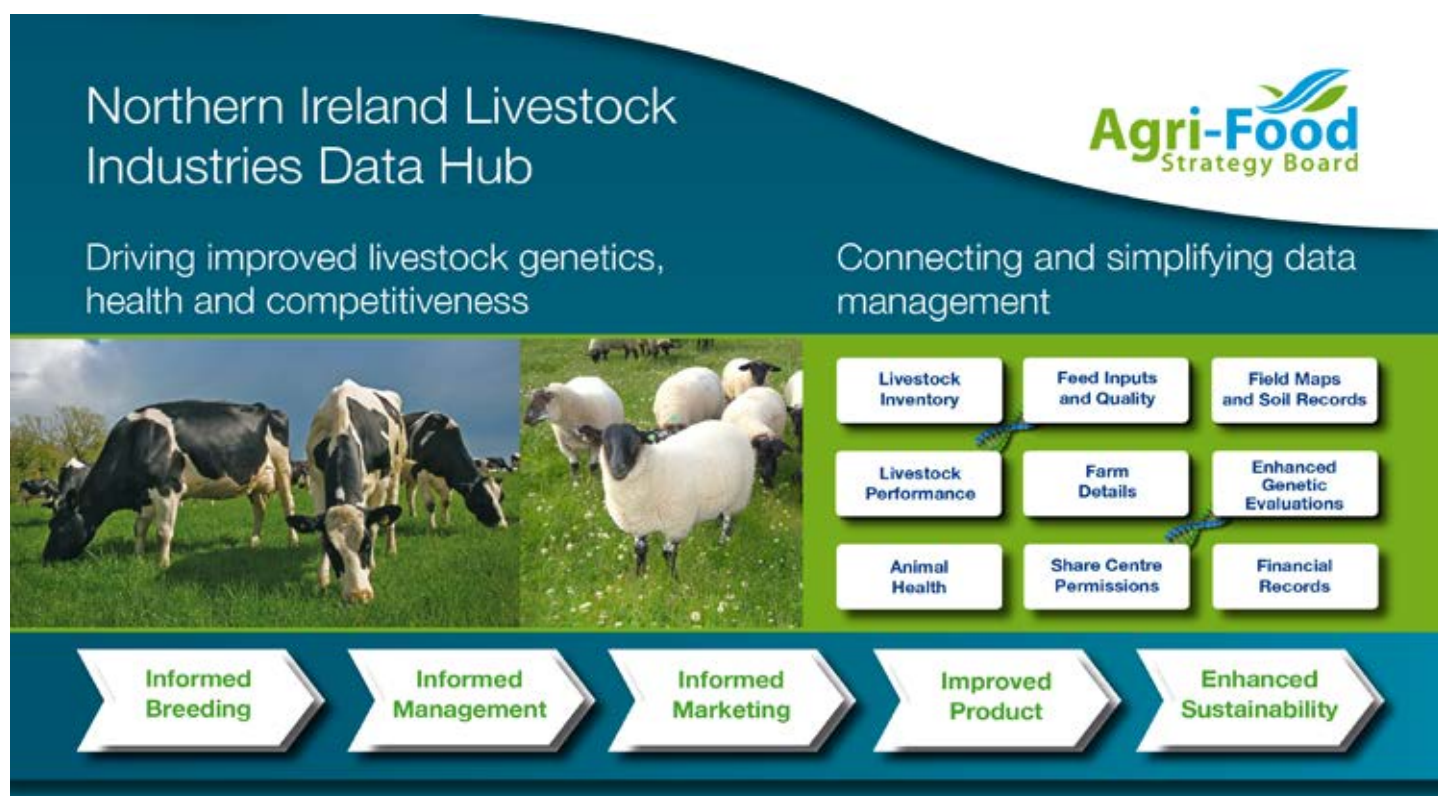 Northern Ireland Livestock
Industries Data Hub
Agri-Food
Strategy Board
Driving improved livestock genetics,
health and competitiveness
Connecting and simplifying data
management
Livestock
Inventory
Feed Inputs
and Quality
Field Maps
and Soil Records
Livestock
Performance
Farm
Details
Enhanced
Genetic
Evaluations
Animal
Health
Share Centre
Permissions
Financial
Records
Informed
Breeding
Informed
Management
Informed
Marketing
Improved
Product
Enhanced
Sustainability